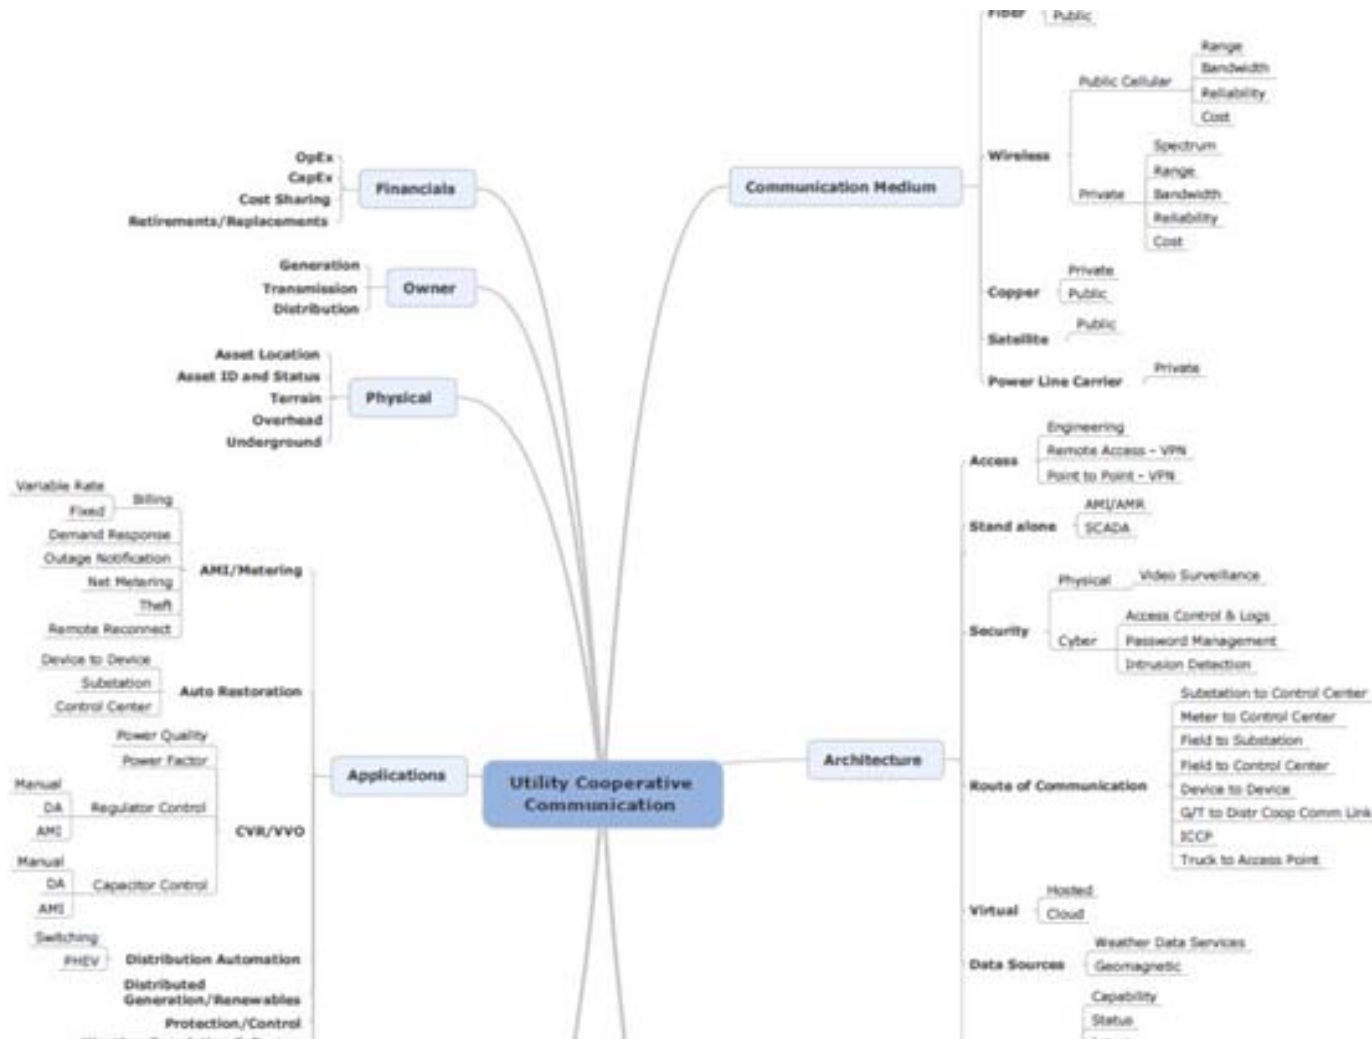 Fiber
Public
Range
Bandwidth
Public Cellular
Reliability
Cost
Wireless
Spectrum
Range
Private
Bandwidth
Reliability
Cost
Communication Medium
Copper
Private
Public
Satellite
Public
Power Line Carrier
Private
OpEx
CapEx
Cost Sharing
Retirements/Replacements
Financials
Generation
Transmission
Distribution
Owner
Asset Location
Asset ID and Status
Terrain
Overhead
Underground
Physical
Variable Rate
Fixed
Billing
Demand Response
Outage Notification
Net Metering
Theft
Remote Reconnect
AMI/Metering
Device to Device
Substation
Control Center
Auto Restoration
Power Quality
Power Factor
Manual
DA
AMI
Regulator Control
CVR/VVO
Manual
DA
AMI
Capacitor Control
Switching
PHEV
Distribution Automation
Distributed
Generation/Renewables
Protection/Control
Applications
Utility Cooperative
Communication
Architecture
Access
Engineering
Remote Access - VPN
Point to Point - VPN
Stand alone
AMI/AMR
SCADA
Security
Physical
Video Surveillance
Cyber
Access Control & Logs
Password Management
Intrusion Detection
Route of Communication
Substation to Control Center
Meter to Control Center
Field to Substation
Field to Control Center
Device to Device
G/T to Distr Coop Comm Link
ICCP
Truck to Access Point
Virtual
Hosted
Cloud
Data Sources
Weather Data Services
Geomagnetic
Capability
Status